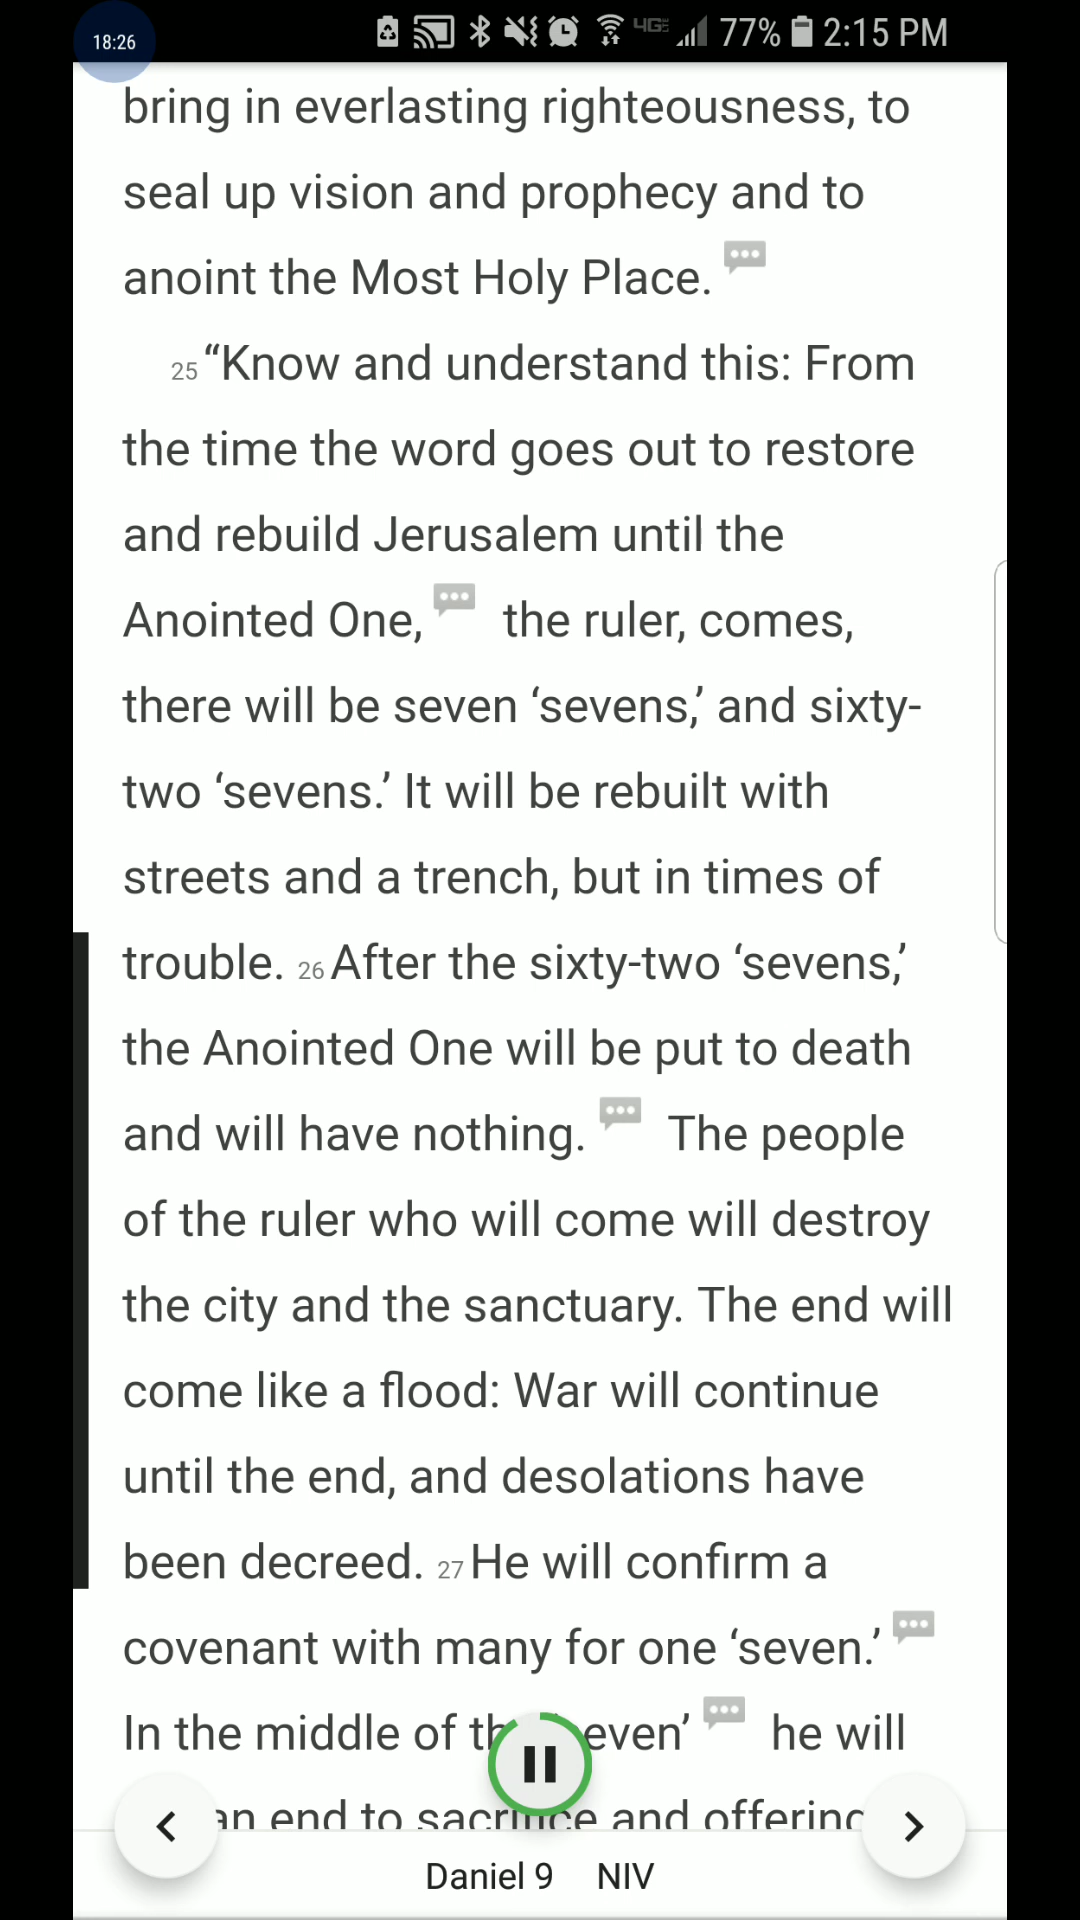 18:26 4GE 77% 2:15 PM
bring in everlasting righteousness, to
seal up vision and prophecy and to
anoint the Most Holy Place.
25 “Know and understand this: From
the time the word goes out to restore
and rebuild Jerusalem until the
Anointed One, the ruler, comes,
there will be seven ‘sevens,’ and sixty-
two ‘sevens.’ It will be rebuilt with
streets and a trench, but in times of
trouble. 26 After the sixty-two ‘sevens,’
the Anointed One will be put to death
and will have nothing. The people
of the ruler who will come will destroy
the city and the sanctuary. The end will
come like a flood: War will continue
until the end, and desolations have
been decreed. 27 He will confirm a
covenant with many for one ‘seven.’
In the middle of he will
an end to sacrifice and offering
Daniel 9 NIV